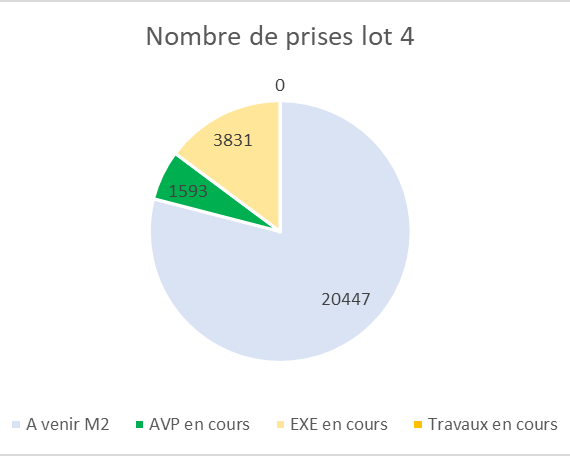 Nombre de prises lot 4
0
3831
1593
20447
A venir M2 AVP en cours EXE en cours Travaux en cours